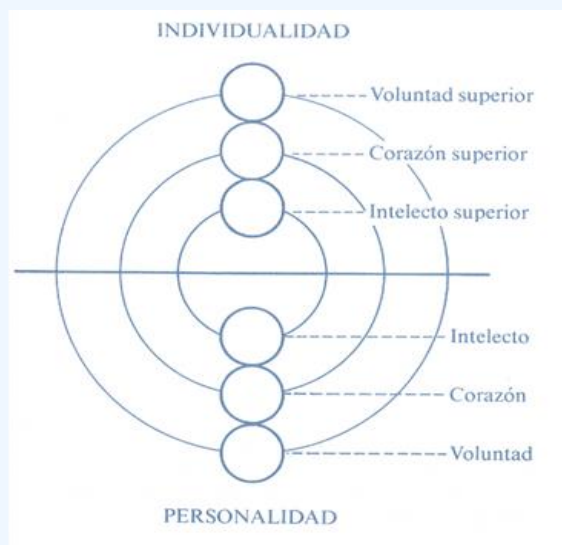 INDIVIDUALIDAD
Voluntad superior
Corazón superior
Intelecto superior
Intelecto
Corazón
Voluntad
PERSONALIDAD